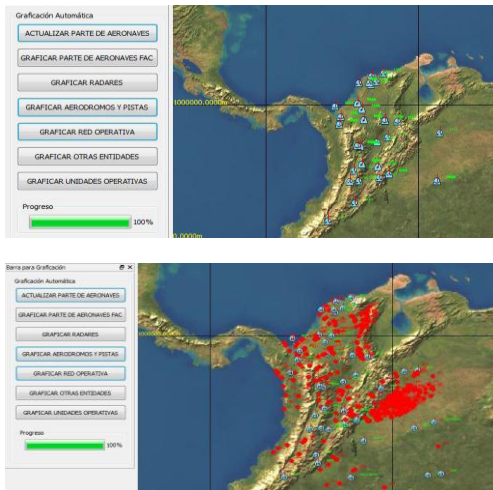 Graficación Automática
ACTUALIZAR PARTE DE AERONAVES
GRAFICAR PARTE DE AERONAVES FAC
GRAFICAR RADARES
GRAFICAR AERODROMOS Y PISTAS
GRAFICAR RED OPERATIVA
GRAFICAR OTRAS ENTIDADES
GRAFICAR UNIDADES OPERATIVAS
Progreso
100%
1000000.0000m
0.0000m
Barra para Graficación
Graficación Automática
ACTUALIZAR PARTE DE AERONAVES
GRAFICAR PARTE DE AERONAVES FAC
GRAFICAR RADARES
GRAFICAR AERODROMOS Y PISTAS
GRAFICAR RED OPERATIVA
GRAFICAR OTRAS ENTIDADES
GRAFICAR UNIDADES OPERATIVAS
Progreso
100%